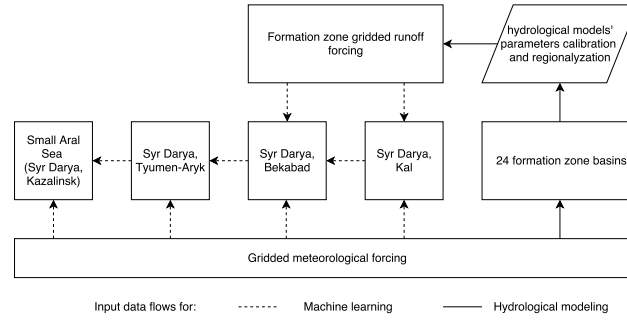 Formation zone gridded runoff
forcing
hydrological models'
parameters calibration
and regionalyzation
Small Aral
Sea
(Syr Darya,
Kazalinsk)
Syr Darya,
Tyumen-Aryk
Syr Darya,
Bekabad
Syr Darya,
Kal
24 formation zone basins
Gridded meteorological forcing
Input data flows for:
Machine learning
Hydrological modeling